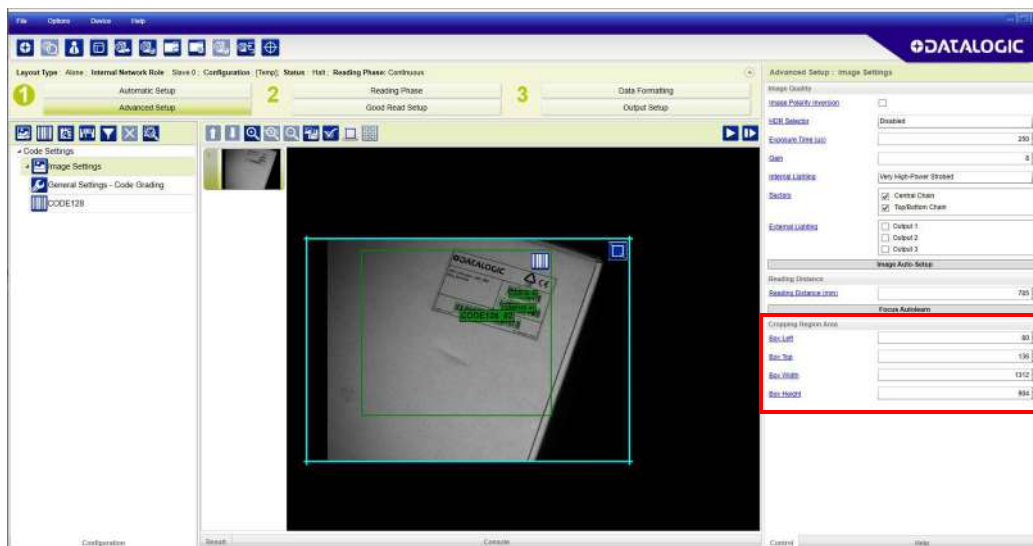 File Options Device Help
DATALOGIC
Layout Type : Alone : Internal Network Role Slave 0 : Configuration : [Temp]; Status : Halt : Reading Phase: Continuous
1 Automatic Setup 2 Reading Phase 3 Data Formatting
Advanced Setup Good Read Setup Output Setup
Code Settings
Image Settings
General Settings - Code Grading
CODE128
DATALOGIC
CE
CODE128
Advanced Setup : Image Settings
Image Quality
Image Polarity Inversion
HDR Selector Disabled
Exposure Time (us) 250
Gain
Internal Lighting Very High-Power Strobed
Sectors Central Chain
Top/Bottom Chain
External Lighting Output 1
Output 2
Output 3
Image Auto-Setup
Reading Distance
Reading Distance (mm) 785
Focus Autolearn
Cropping Region Area
Box Left 80
Box Top 136
Box Width 1312
Box Height
Configuration Result Console Control Help